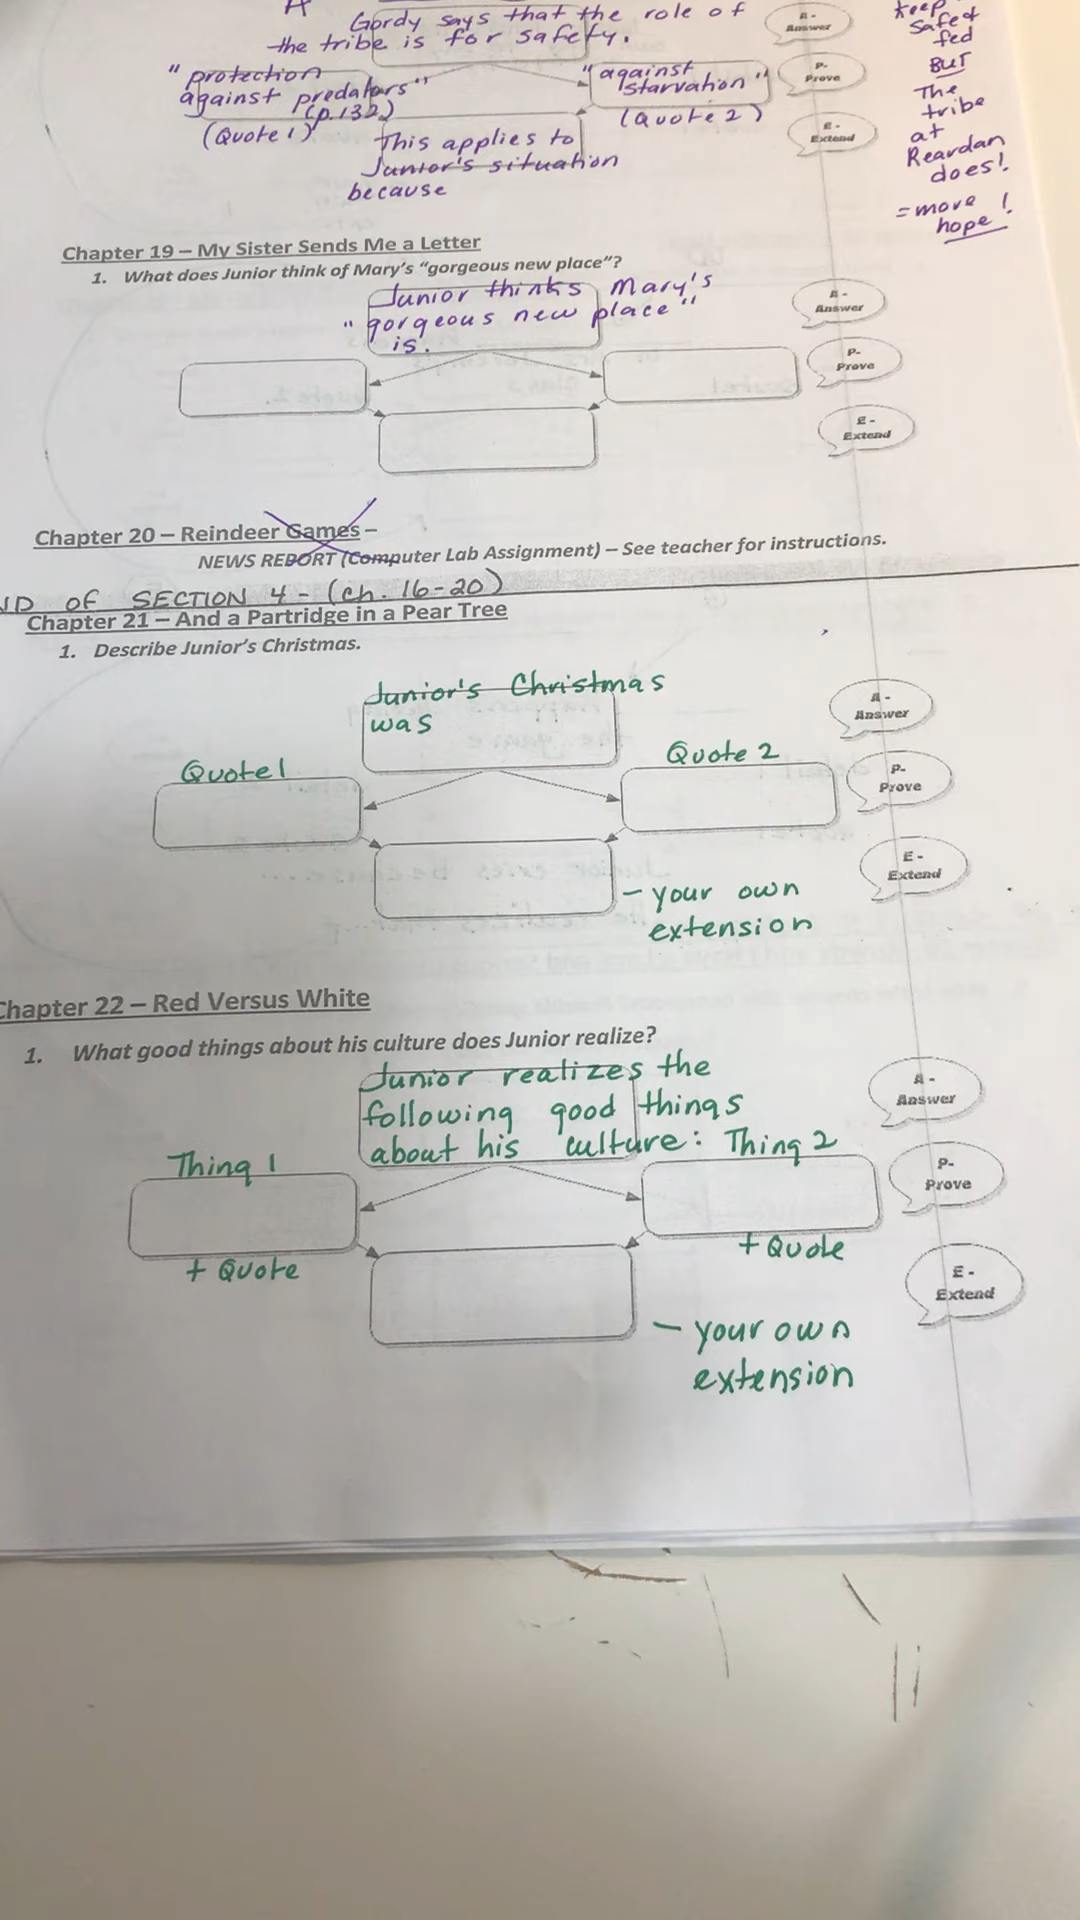 A
Gordy says that the role of
the tribe is for safety.
A-
Answer
keep
safe +
fed
BUT
The
tribe
at
Reardan
does!
= more !
hope!
"protection
against predators"
(p.132)
(Quote 1)
"against
starvation"
(Quote 2)
P-
Prove
E-
Extend
This applies to
Junior's situation
because
Chapter 19 – My Sister Sends Me a Letter
1. What does Junior think of Mary's "gorgeous new place"?
Junior thinks Mary's
"gorgeous new place"
is.
A-
Answer
P-
Prove
E-
Extend
Chapter 20 – Reindeer Games –
NEWS REPORT (Computer Lab Assignment) – See teacher for instructions.
ND OF SECTION 4 - (Ch. 16-20)
Chapter 21 – And a Partridge in a Pear Tree
1. Describe Junior's Christmas.
Junior's Christmas
was
A-
Answer
Quote 1
Quote 2
P-
Prove
E-
Extend
- your own
extension
Chapter 22 – Red Versus White
1. What good things about his culture does Junior realize?
Junior realizes the
following good things
about his culture:
A-
Answer
Thing 1
Thing 2
P-
Prove
+ Quote
+ Quote
E-
Extend
- your own
extension